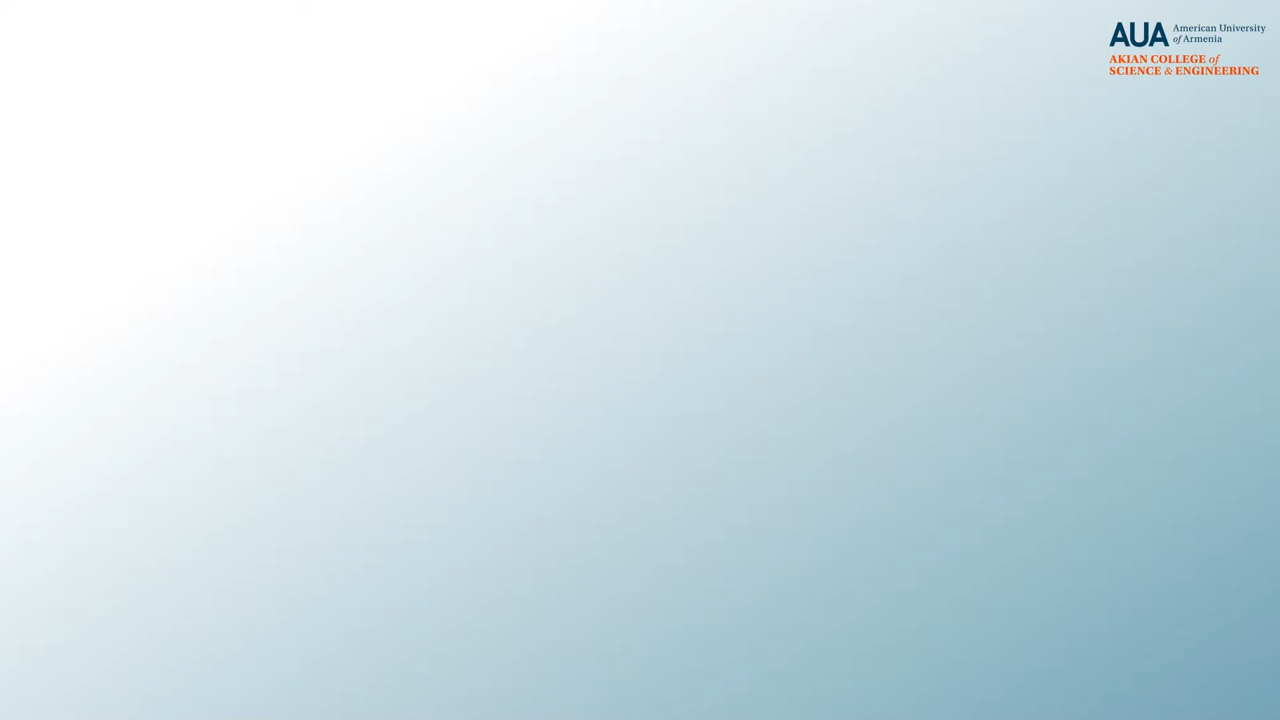 AUA American University
of Armenia
AKIAN COLLEGE of
SCIENCE & ENGINEERING